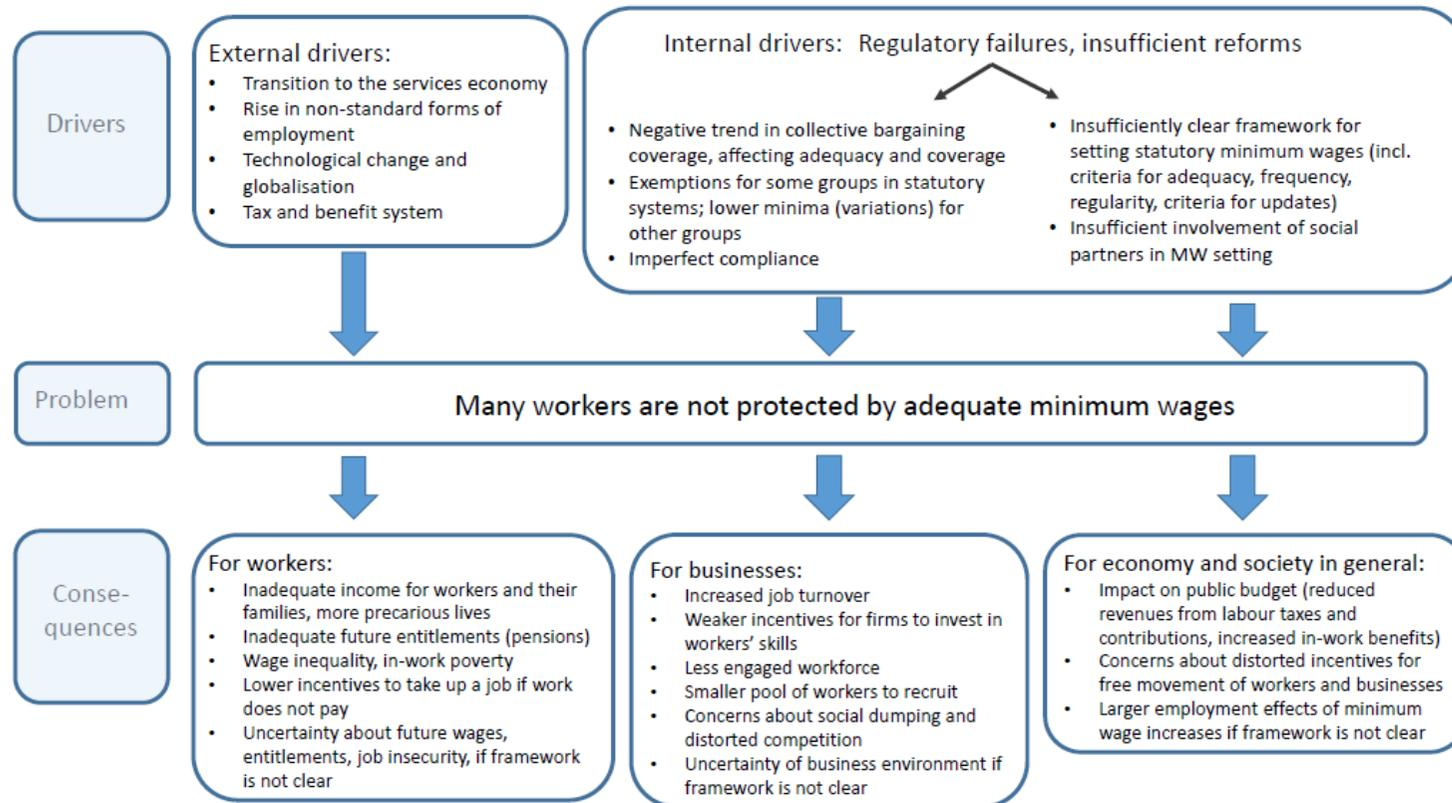 Drivers
External drivers:
• Transition to the services economy
• Rise in non-standard forms of
employment
• Technological change and
globalisation
• Tax and benefit system
Internal drivers: Regulatory failures, insufficient reforms
• Negative trend in collective bargaining
coverage, affecting adequacy and coverage
• Exemptions for some groups in statutory
systems; lower minima (variations) for
other groups
• Imperfect compliance
• Insufficiently clear framework for
setting statutory minimum wages (incl.
criteria for adequacy, frequency,
regularity, criteria for updates)
• Insufficient involvement of social
partners in MW setting
Problem
Many workers are not protected by adequate minimum wages
Conse-
quences
For workers:
• Inadequate income for workers and their
families, more precarious lives
• Inadequate future entitlements (pensions)
• Wage inequality, in-work poverty
• Lower incentives to take up a job if work
does not pay
• Uncertainty about future wages,
entitlements, job insecurity, if framework
is not clear
For businesses:
• Increased job turnover
• Weaker incentives for firms to invest in
workers’ skills
• Less engaged workforce
• Smaller pool of workers to recruit
• Concerns about social dumping and
distorted competition
• Uncertainty of business environment if
framework is not clear
For economy and society in general:
• Impact on public budget (reduced
revenues from labour taxes and
contributions, increased in-work benefits)
• Concerns about distorted incentives for
free movement of workers and businesses
• Larger employment effects of minimum
wage increases if framework is not clear